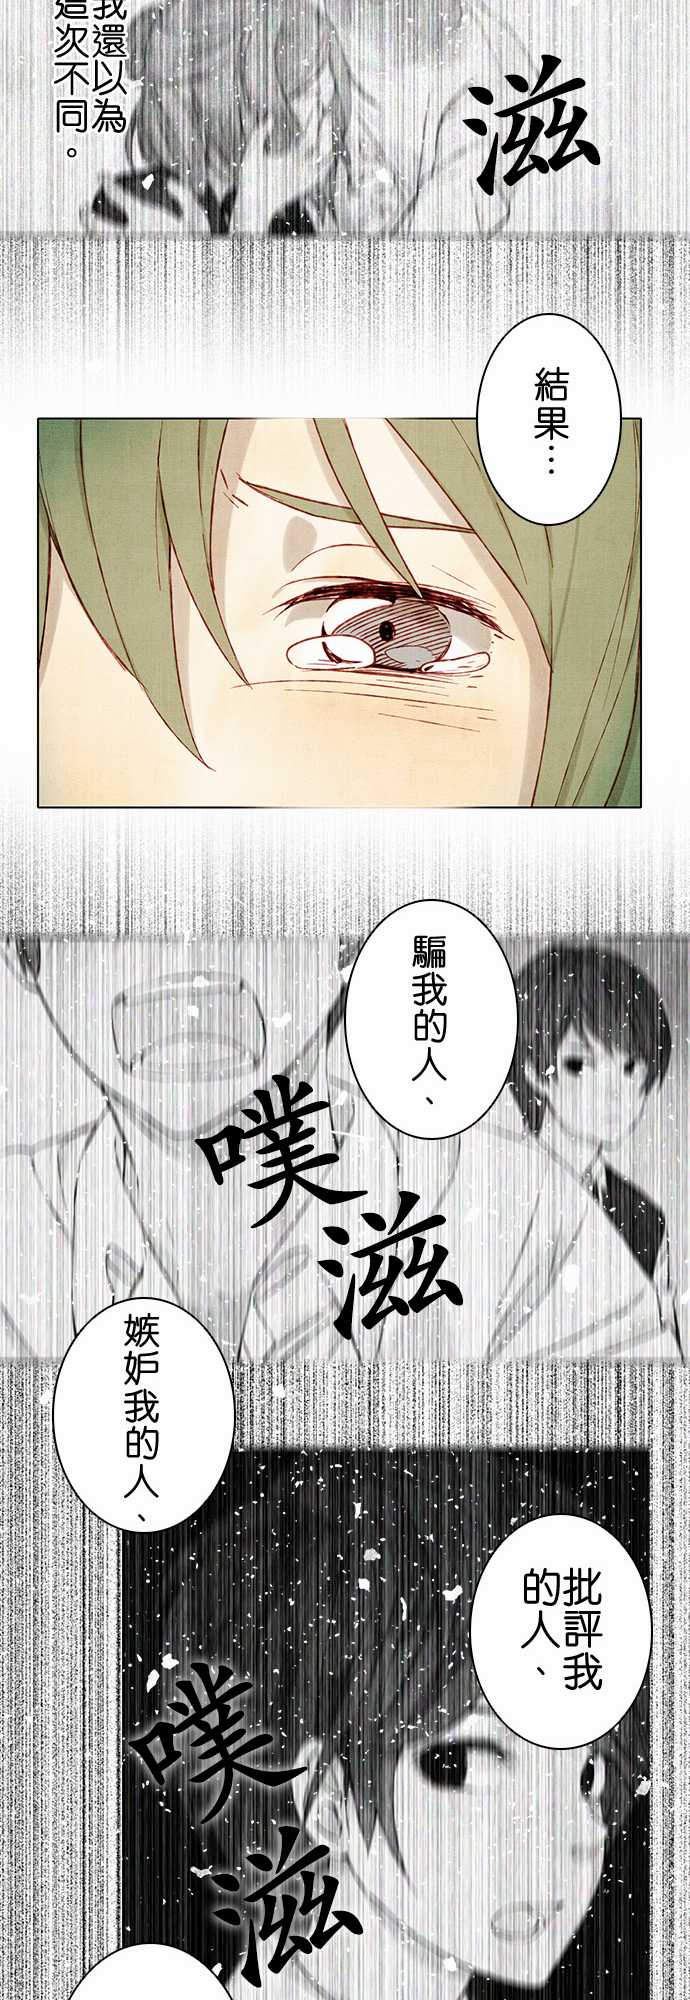 我還以為
這次不同。
滋
結果…
騙我的人、
噗
滋
嫉妒我的人、
批評我
的人、
噗
滋